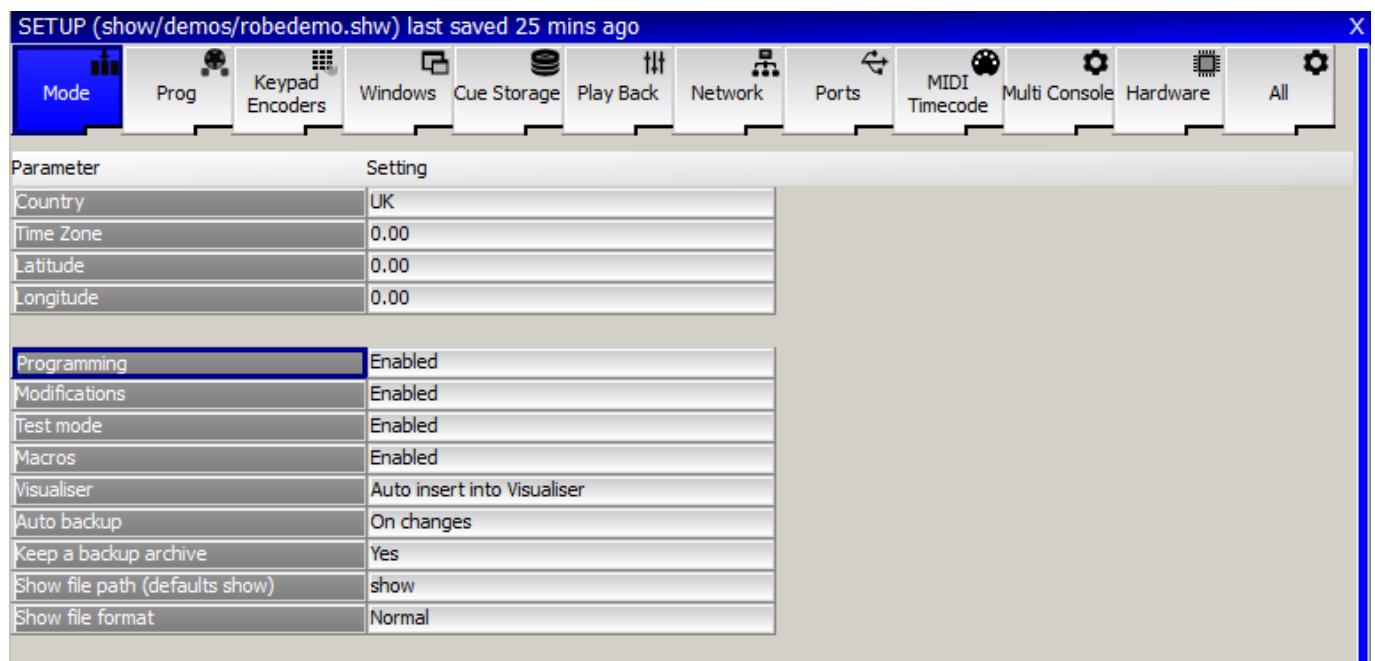 SETUP (show/demos/robedemo.shw) last saved 25 mins ago X
Mode Prog Keypad Encoders Windows Cue Storage Play Back Network Ports MIDI Timecode Multi Console Hardware All
Parameter Setting
Country UK
Time Zone 0.00
Latitude 0.00
Longitude 0.00
Programming Enabled
Modifications Enabled
Test mode Enabled
Macros Enabled
Visualiser Auto insert into Visualiser
Auto backup On changes
Keep a backup archive Yes
Show file path (defaults show) show
Show file format Normal